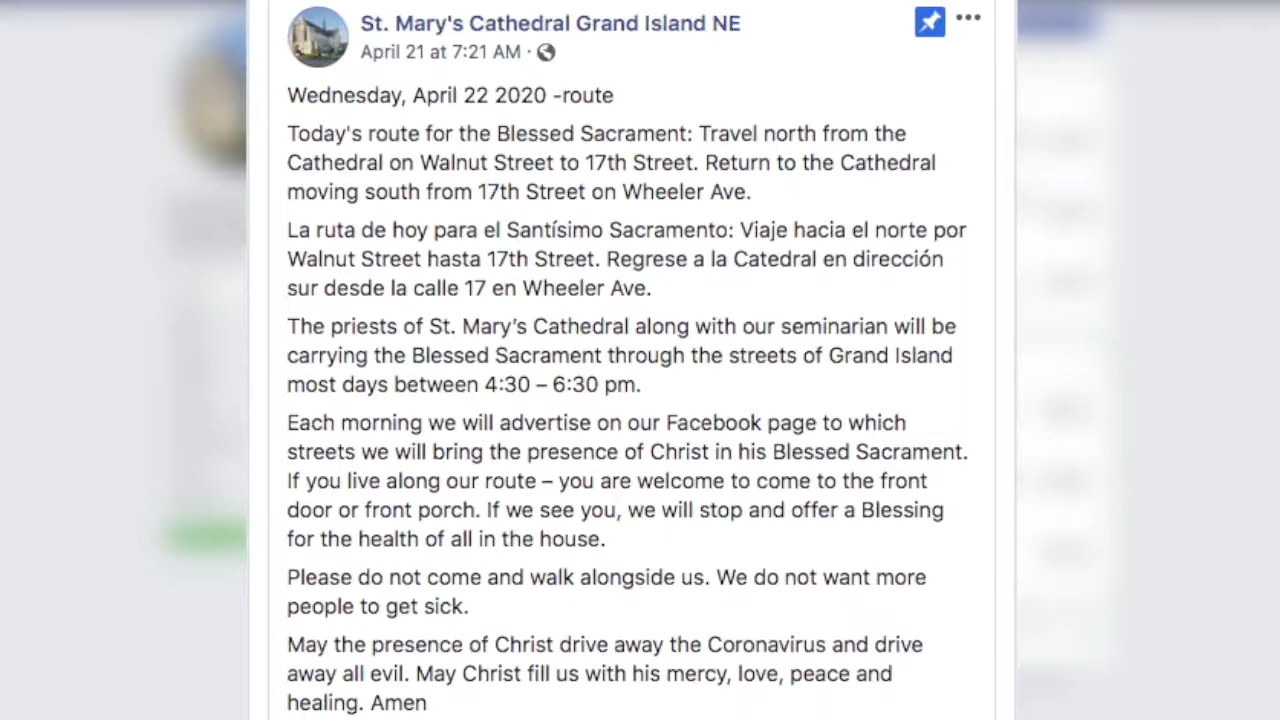 St. Mary's Cathedral Grand Island NE
April 21 at 7:21 AM ·
Wednesday, April 22 2020 -route
Today's route for the Blessed Sacrament: Travel north from the
Cathedral on Walnut Street to 17th Street. Return to the Cathedral
moving south from 17th Street on Wheeler Ave.
La ruta de hoy para el Santísimo Sacramento: Viaje hacia el norte por
Walnut Street hasta 17th Street. Regrese a la Catedral en dirección
sur desde la calle 17 en Wheeler Ave.
The priests of St. Mary’s Cathedral along with our seminarian will be
carrying the Blessed Sacrament through the streets of Grand Island
most days between 4:30 – 6:30 pm.
Each morning we will advertise on our Facebook page to which
streets we will bring the presence of Christ in his Blessed Sacrament.
If you live along our route – you are welcome to come to the front
door or front porch. If we see you, we will stop and offer a Blessing
for the health of all in the house.
Please do not come and walk alongside us. We do not want more
people to get sick.
May the presence of Christ drive away the Coronavirus and drive
away all evil. May Christ fill us with his mercy, love, peace and
healing. Amen